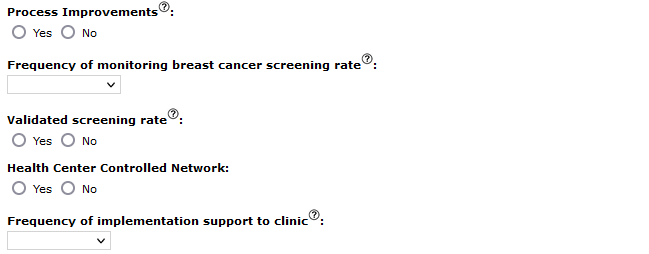 Process Improvements?:
Yes No
Frequency of monitoring breast cancer screening rate?:
Validated screening rate?:
Yes No
Health Center Controlled Network:
Yes No
Frequency of implementation support to clinic?: